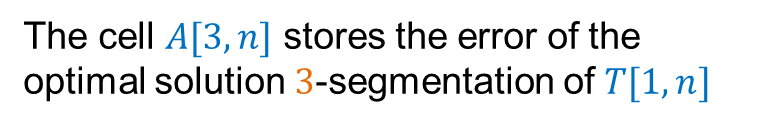 The cell A[3, n] stores the error of the
optimal solution 3-segmentation of T[1, n]